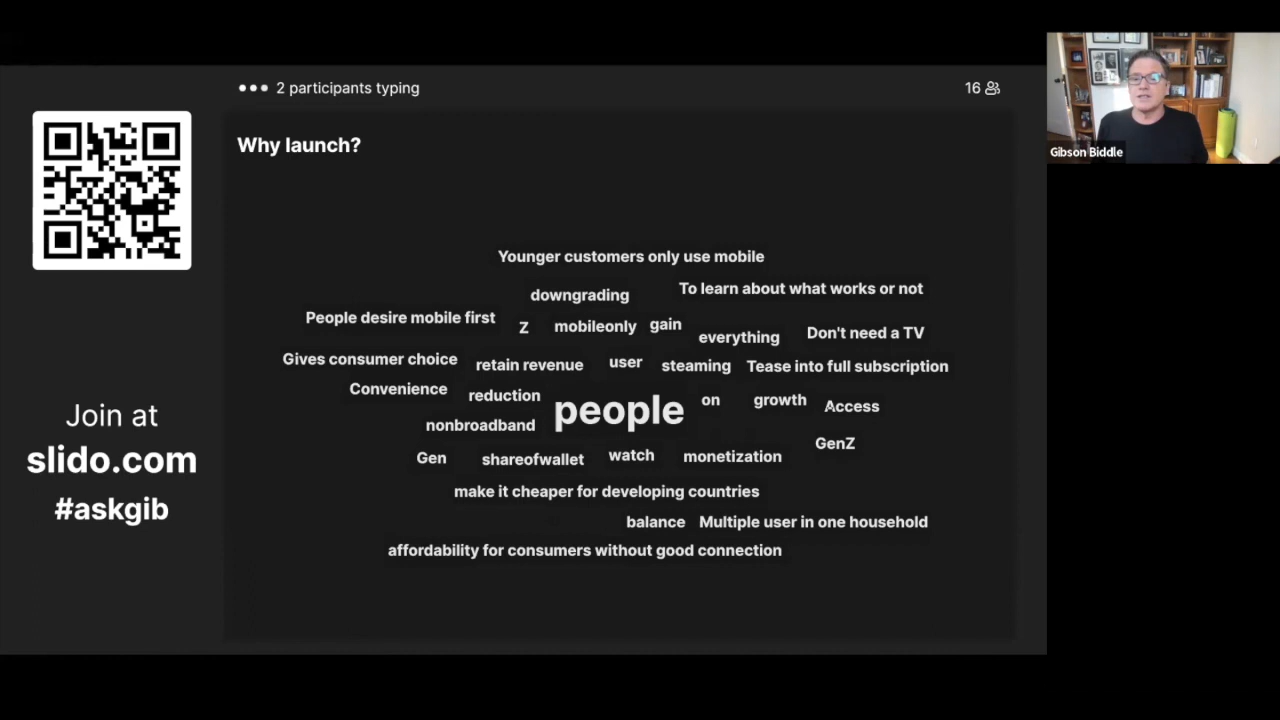 2 participants typing
16
Why launch?
Gibson Biddle
Younger customers only use mobile
downgrading
To learn about what works or not
People desire mobile first
Z
mobileonly
gain
everything
Don't need a TV
Gives consumer choice
retain revenue
user
steaming
Tease into full subscription
Convenience
reduction
people
on
growth
Access
nonbroadband
GenZ
Gen
shareofwallet
watch
monetization
make it cheaper for developing countries
balance
Multiple user in one household
affordability for consumers without good connection
Join at
slido.com
#askgib